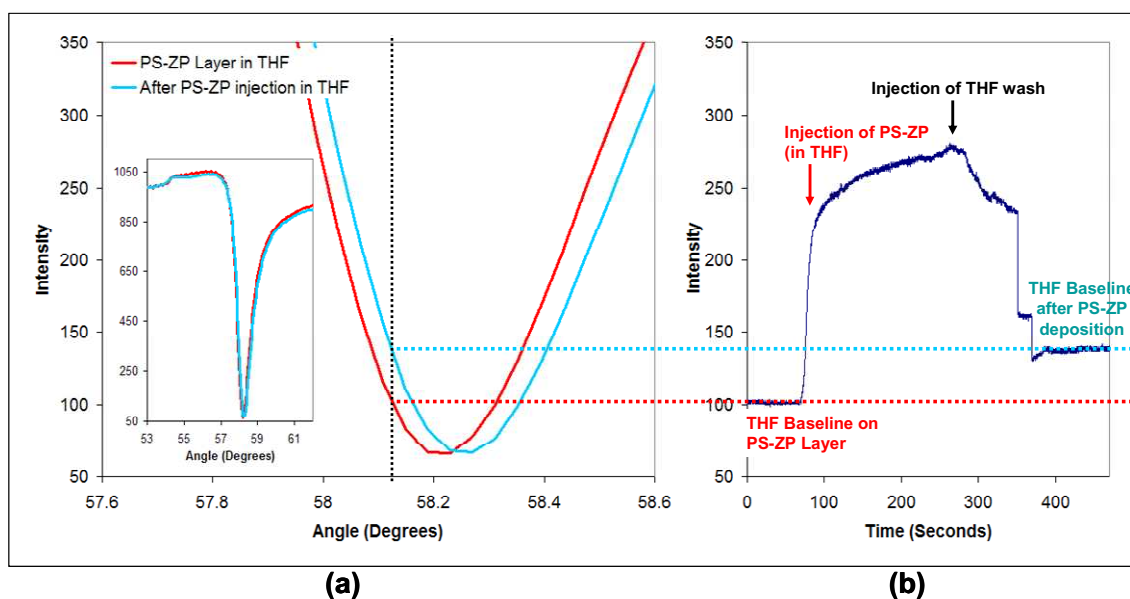 350
300
250
200
150
100
50
Intensity
PS-ZP Layer in THF
After PS-ZP injection in THF
1050
850
650
450
250
50
53 55 57 59 61
Angle (Degrees)
57.6 57.8 58 58.2 58.4 58.6
Angle (Degrees)
(a)
350
300
250
200
150
100
50
Intensity
Injection of THF wash
Injection of PS-ZP
(in THF)
THF Baseline
after PS-ZP
deposition
THF Baseline on
PS-ZP Layer
0 100 200 300 400
Time (Seconds)
(b)